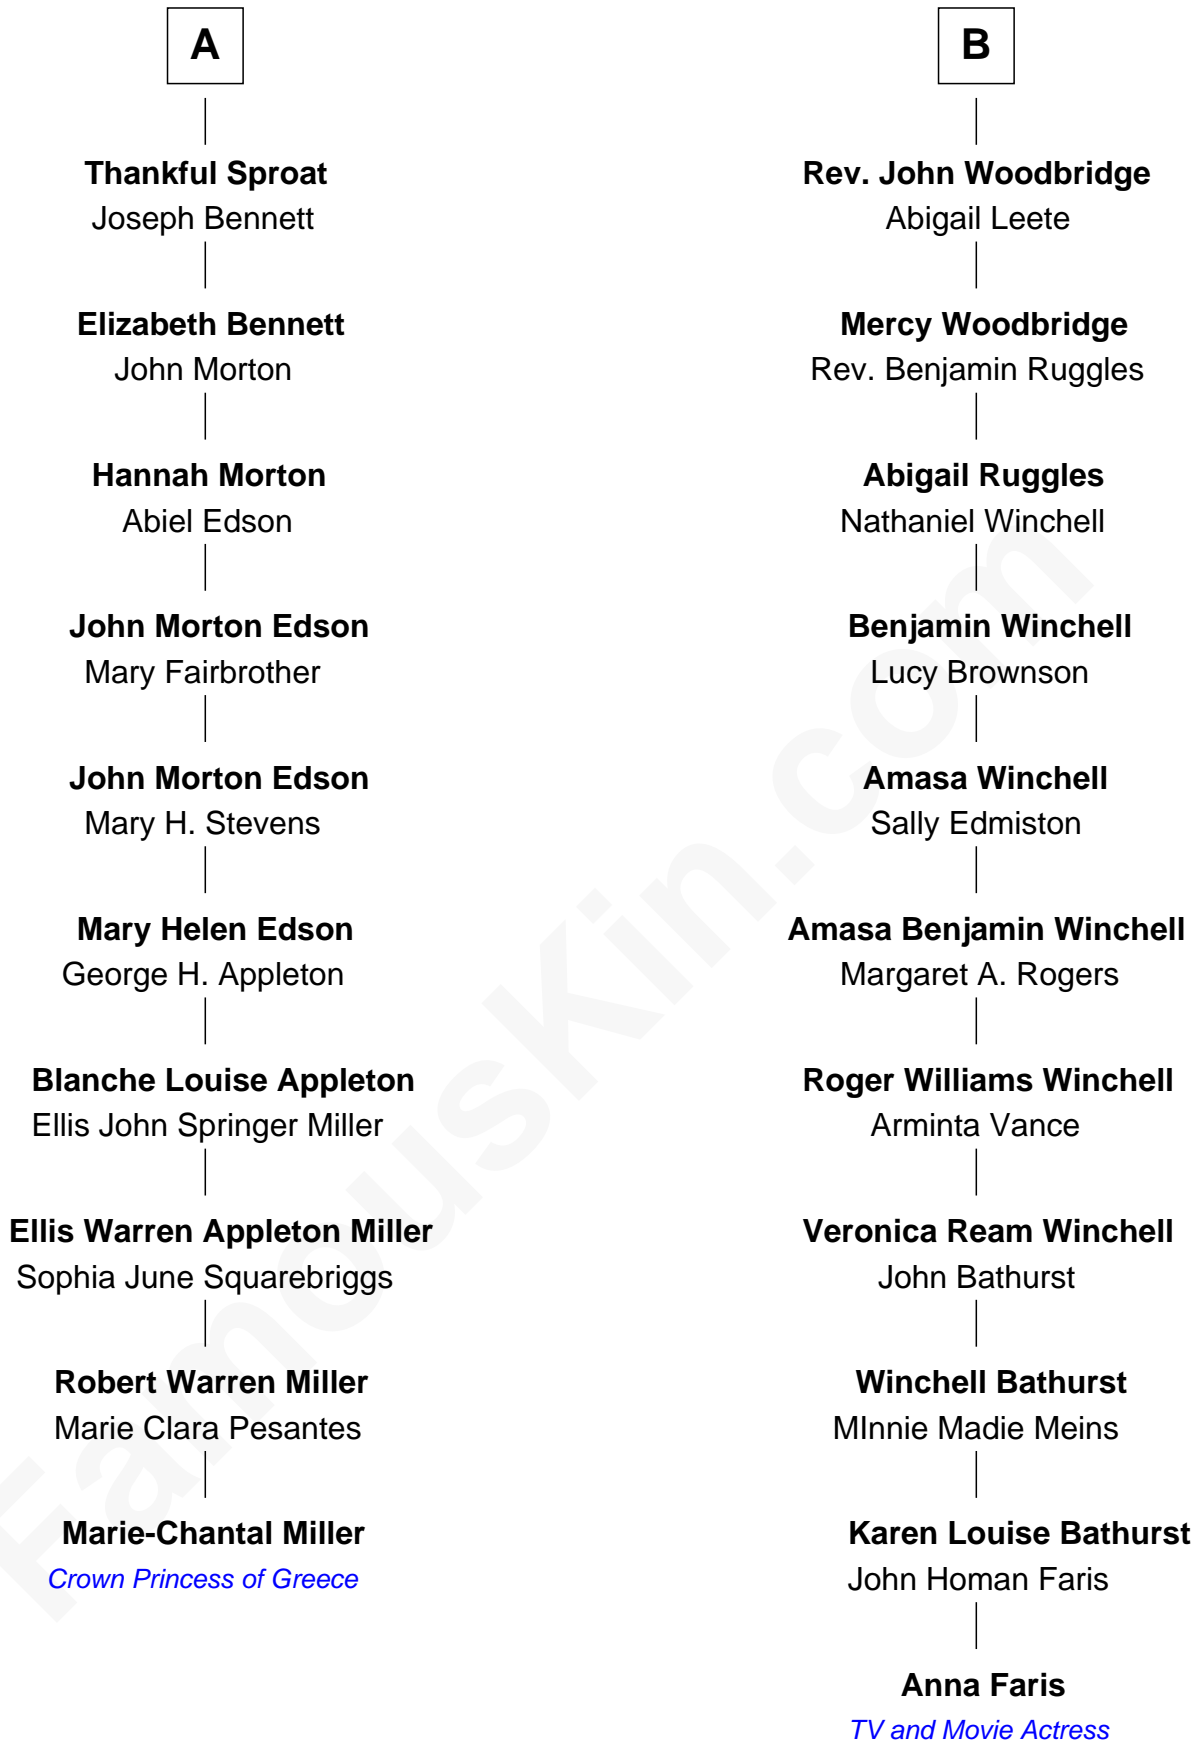 A
Thankful Sproat
Joseph Bennett
Elizabeth Bennett
John Morton
Hannah Morton
Abiel Edson
John Morton Edson
Mary Fairbrother
John Morton Edson
Mary H. Stevens
Mary Helen Edson
George H. Appleton
Blanche Louise Appleton
Ellis John Springer Miller
Ellis Warren Appleton Miller
Sophia June Squarebriggs
Robert Warren Miller
Marie Clara Pesantes
Marie-Chantal Miller
Crown Princess of Greece
B
Rev. John Woodbridge
Abigail Leete
Mercy Woodbridge
Rev. Benjamin Ruggles
Abigail Ruggles
Nathaniel Winchell
Benjamin Winchell
Lucy Brownson
Amasa Winchell
Sally Edmiston
Amasa Benjamin Winchell
Margaret A. Rogers
Roger Williams Winchell
Arminta Vance
Veronica Ream Winchell
John Bathurst
Winchell Bathurst
MInnie Madie Meins
Karen Louise Bathurst
John Homan Faris
Anna Faris
TV and Movie Actress
FamousKin.com